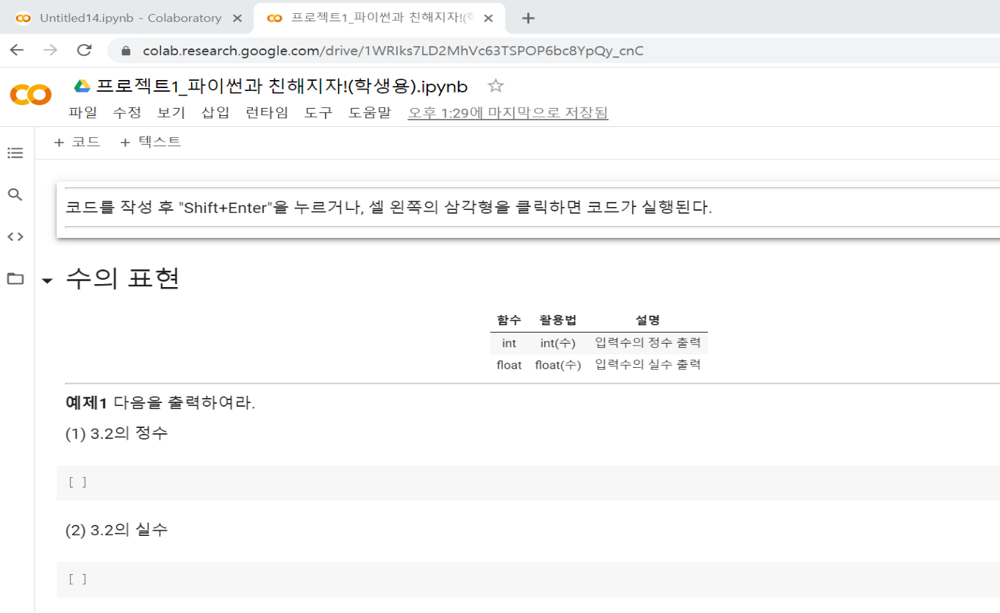 Untitled14.ipynb - Colaboratory
프로젝트1_파이썬과 친해지자!(학
colab.research.google.com/drive/1WRIks7LD2MhVc63TSPOP6bc8YpQy_cnC
프로젝트1_파이썬과 친해지자!(학생용).ipynb
파일 수정 보기 삽입 런타임 도구 도움말 오후 1:29에 마지막으로 저장됨
+ 코드 + 텍스트
코드를 작성 후 "Shift+Enter"을 누르거나, 셀 왼쪽의 삼각형을 클릭하면 코드가 실행된다.
수의 표현
함수 활용법 설명
int int(수) 입력수의 정수 출력
float float(수) 입력수의 실수 출력
예제1 다음을 출력하여라.
(1) 3.2의 정수
[ ]
(2) 3.2의 실수
[ ]